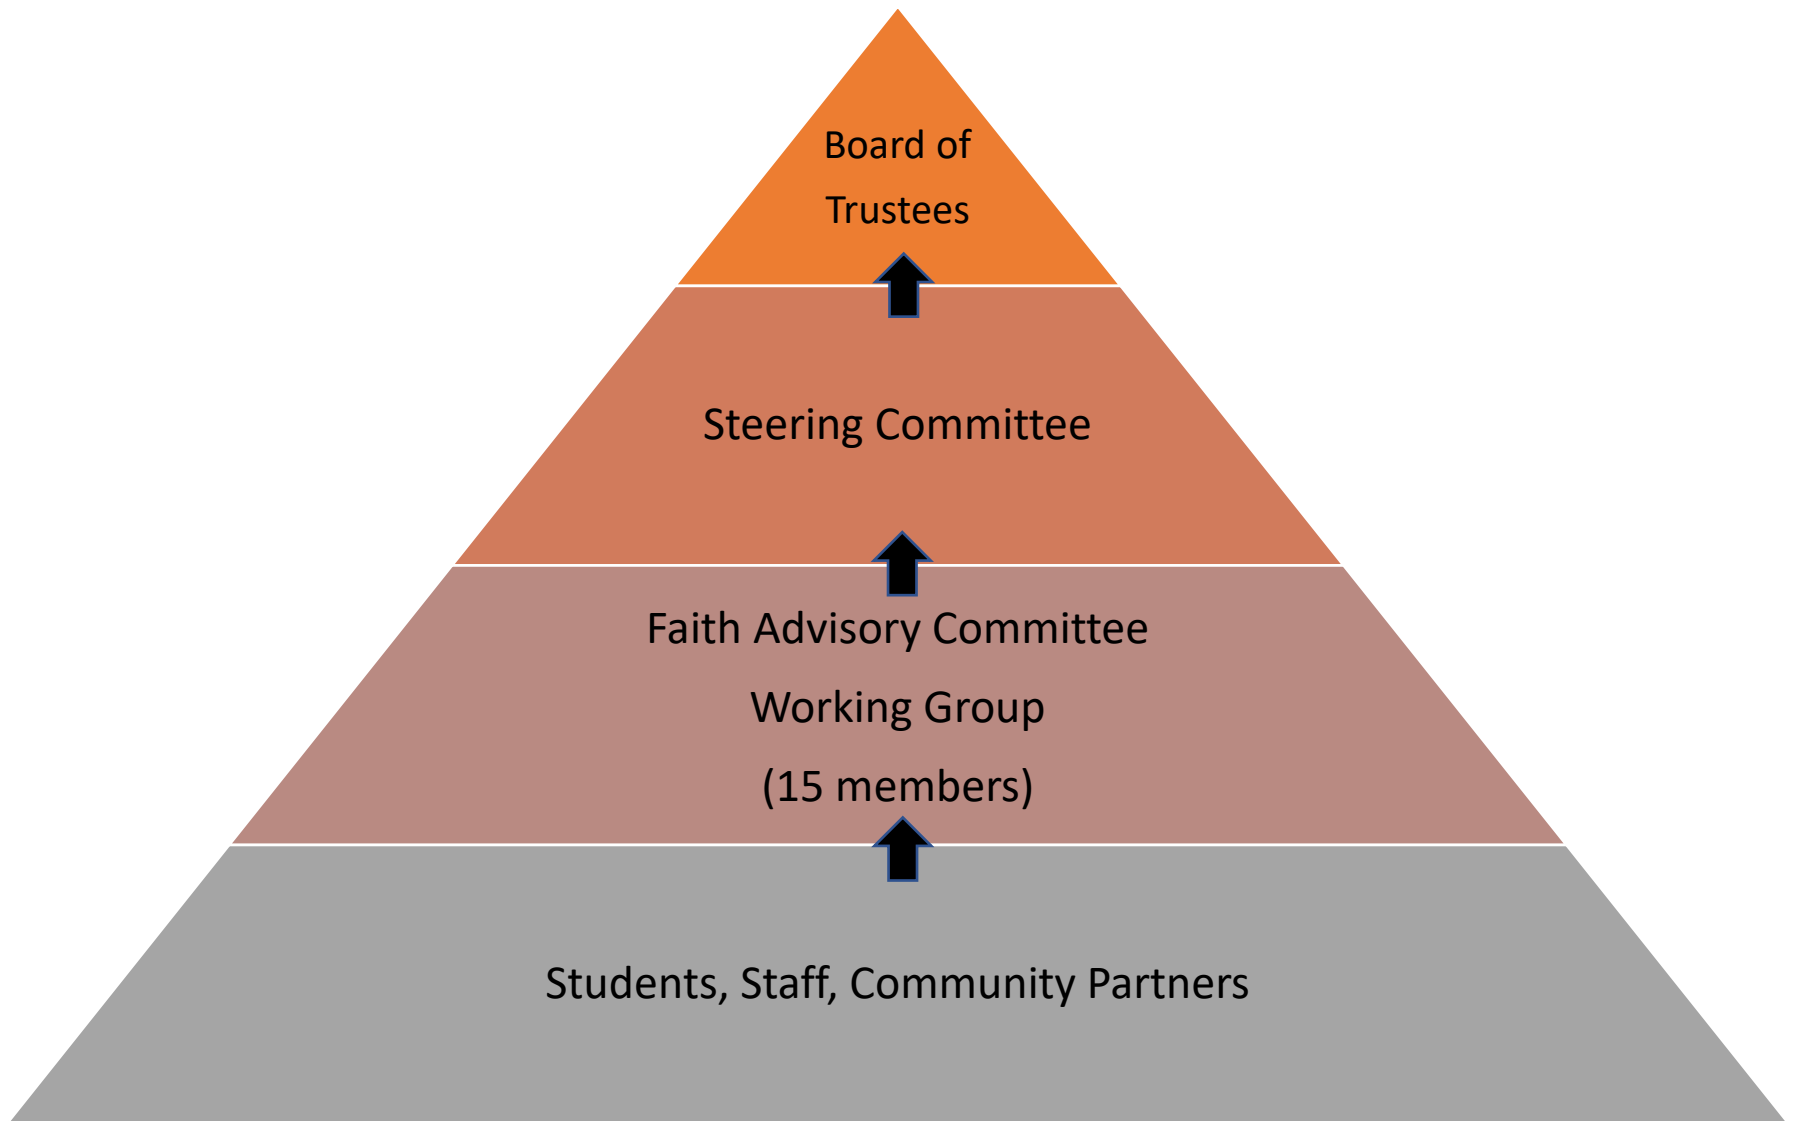 Board of
Trustees
Steering Committee
Faith Advisory Committee
Working Group
(15 members)
Students, Staff, Community Partners